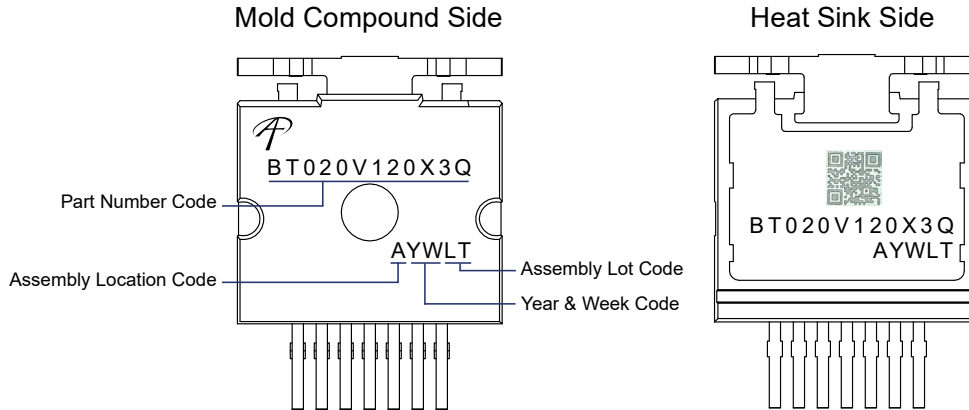 Mold Compound Side
Heat Sink Side
BT020V120X3Q
Part Number Code
BT020V120X3Q
AYWLT
AYWLT
Assembly Location Code
Assembly Lot Code
Year & Week Code